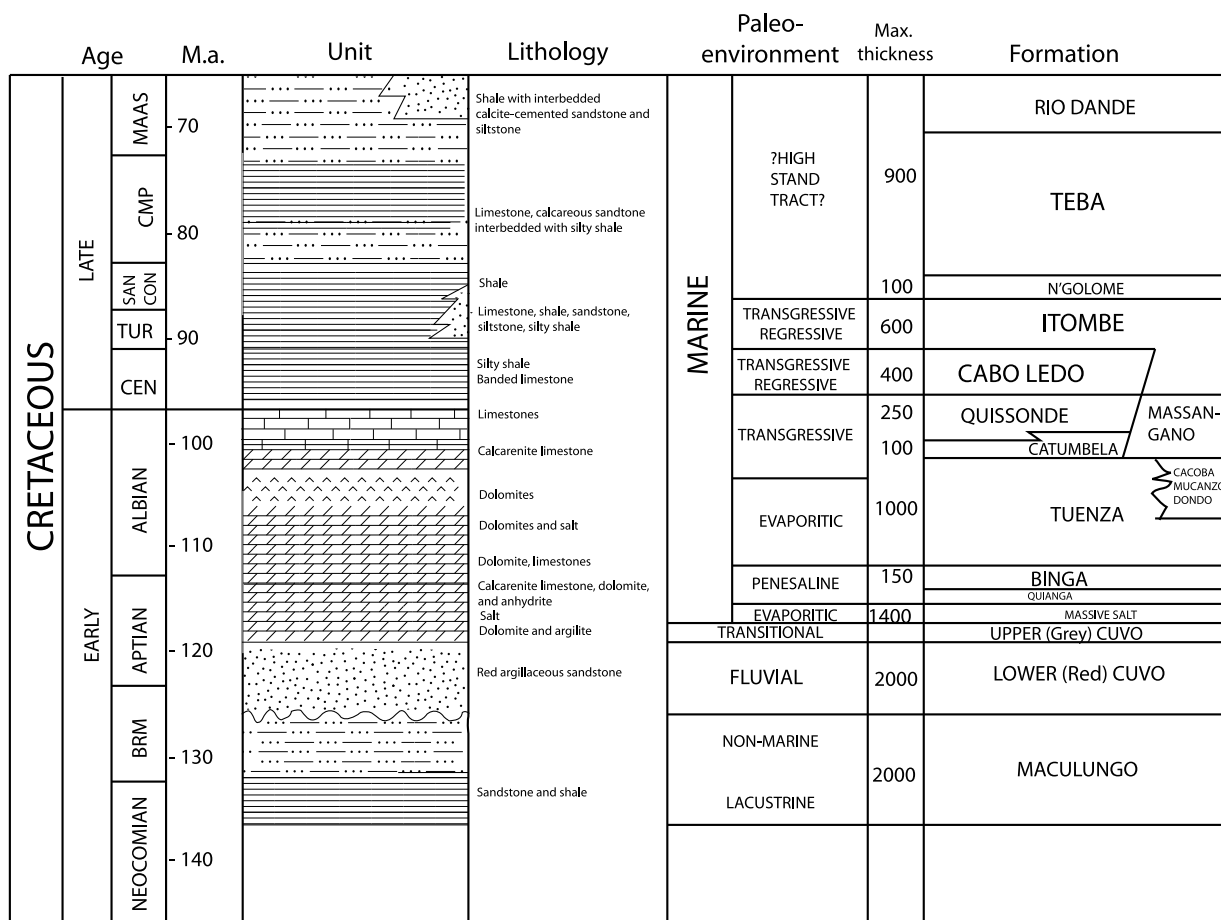 Age
M.a.
Unit
Lithology
Paleo-
environment
Max.
thickness
Formation
CRETACEOUS
LATE
EARLY
MAAS
CMP
SAN
CON
TUR
CEN
ALBIAN
APTIAN
BRM
NEOCOMIAN
- 70
- 80
- 90
- 100
- 110
- 120
- 130
- 140
Shale with interbedded
calcite-cemented sandstone and
siltstone
Limestone, calcareous sandtone
interbedded with silty shale
Shale
Limestone, shale, sandstone,
siltstone, silty shale
Silty shale
Banded limestone
Limestones
Calcarenite limestone
Dolomites
Dolomites and salt
Dolomite, limestones
Calcarenite limestone, dolomite,
and anhydrite
Salt
Dolomite and argilite
Red argillaceous sandstone
Sandstone and shale
MARINE
?HIGH
STAND
TRACT?
TRANSGRESSIVE
REGRESSIVE
TRANSGRESSIVE
REGRESSIVE
TRANSGRESSIVE
EVAPORITIC
PENESALINE
EVAPORITIC
TRANSITIONAL
FLUVIAL
NON-MARINE
LACUSTRINE
900
100
600
400
250
100
1000
150
1400
2000
2000
RIO DANDE
TEBA
N'GOLOME
ITOMBE
CABO LEDO
QUISSONDE
CATUMBELA
MASSAN-
GANO
CACOBA
MUCANZO
DONDO
TUENZA
BINGA
QUIANGA
MASSIVE SALT
UPPER (Grey) CUVO
LOWER (Red) CUVO
MACULUNGO